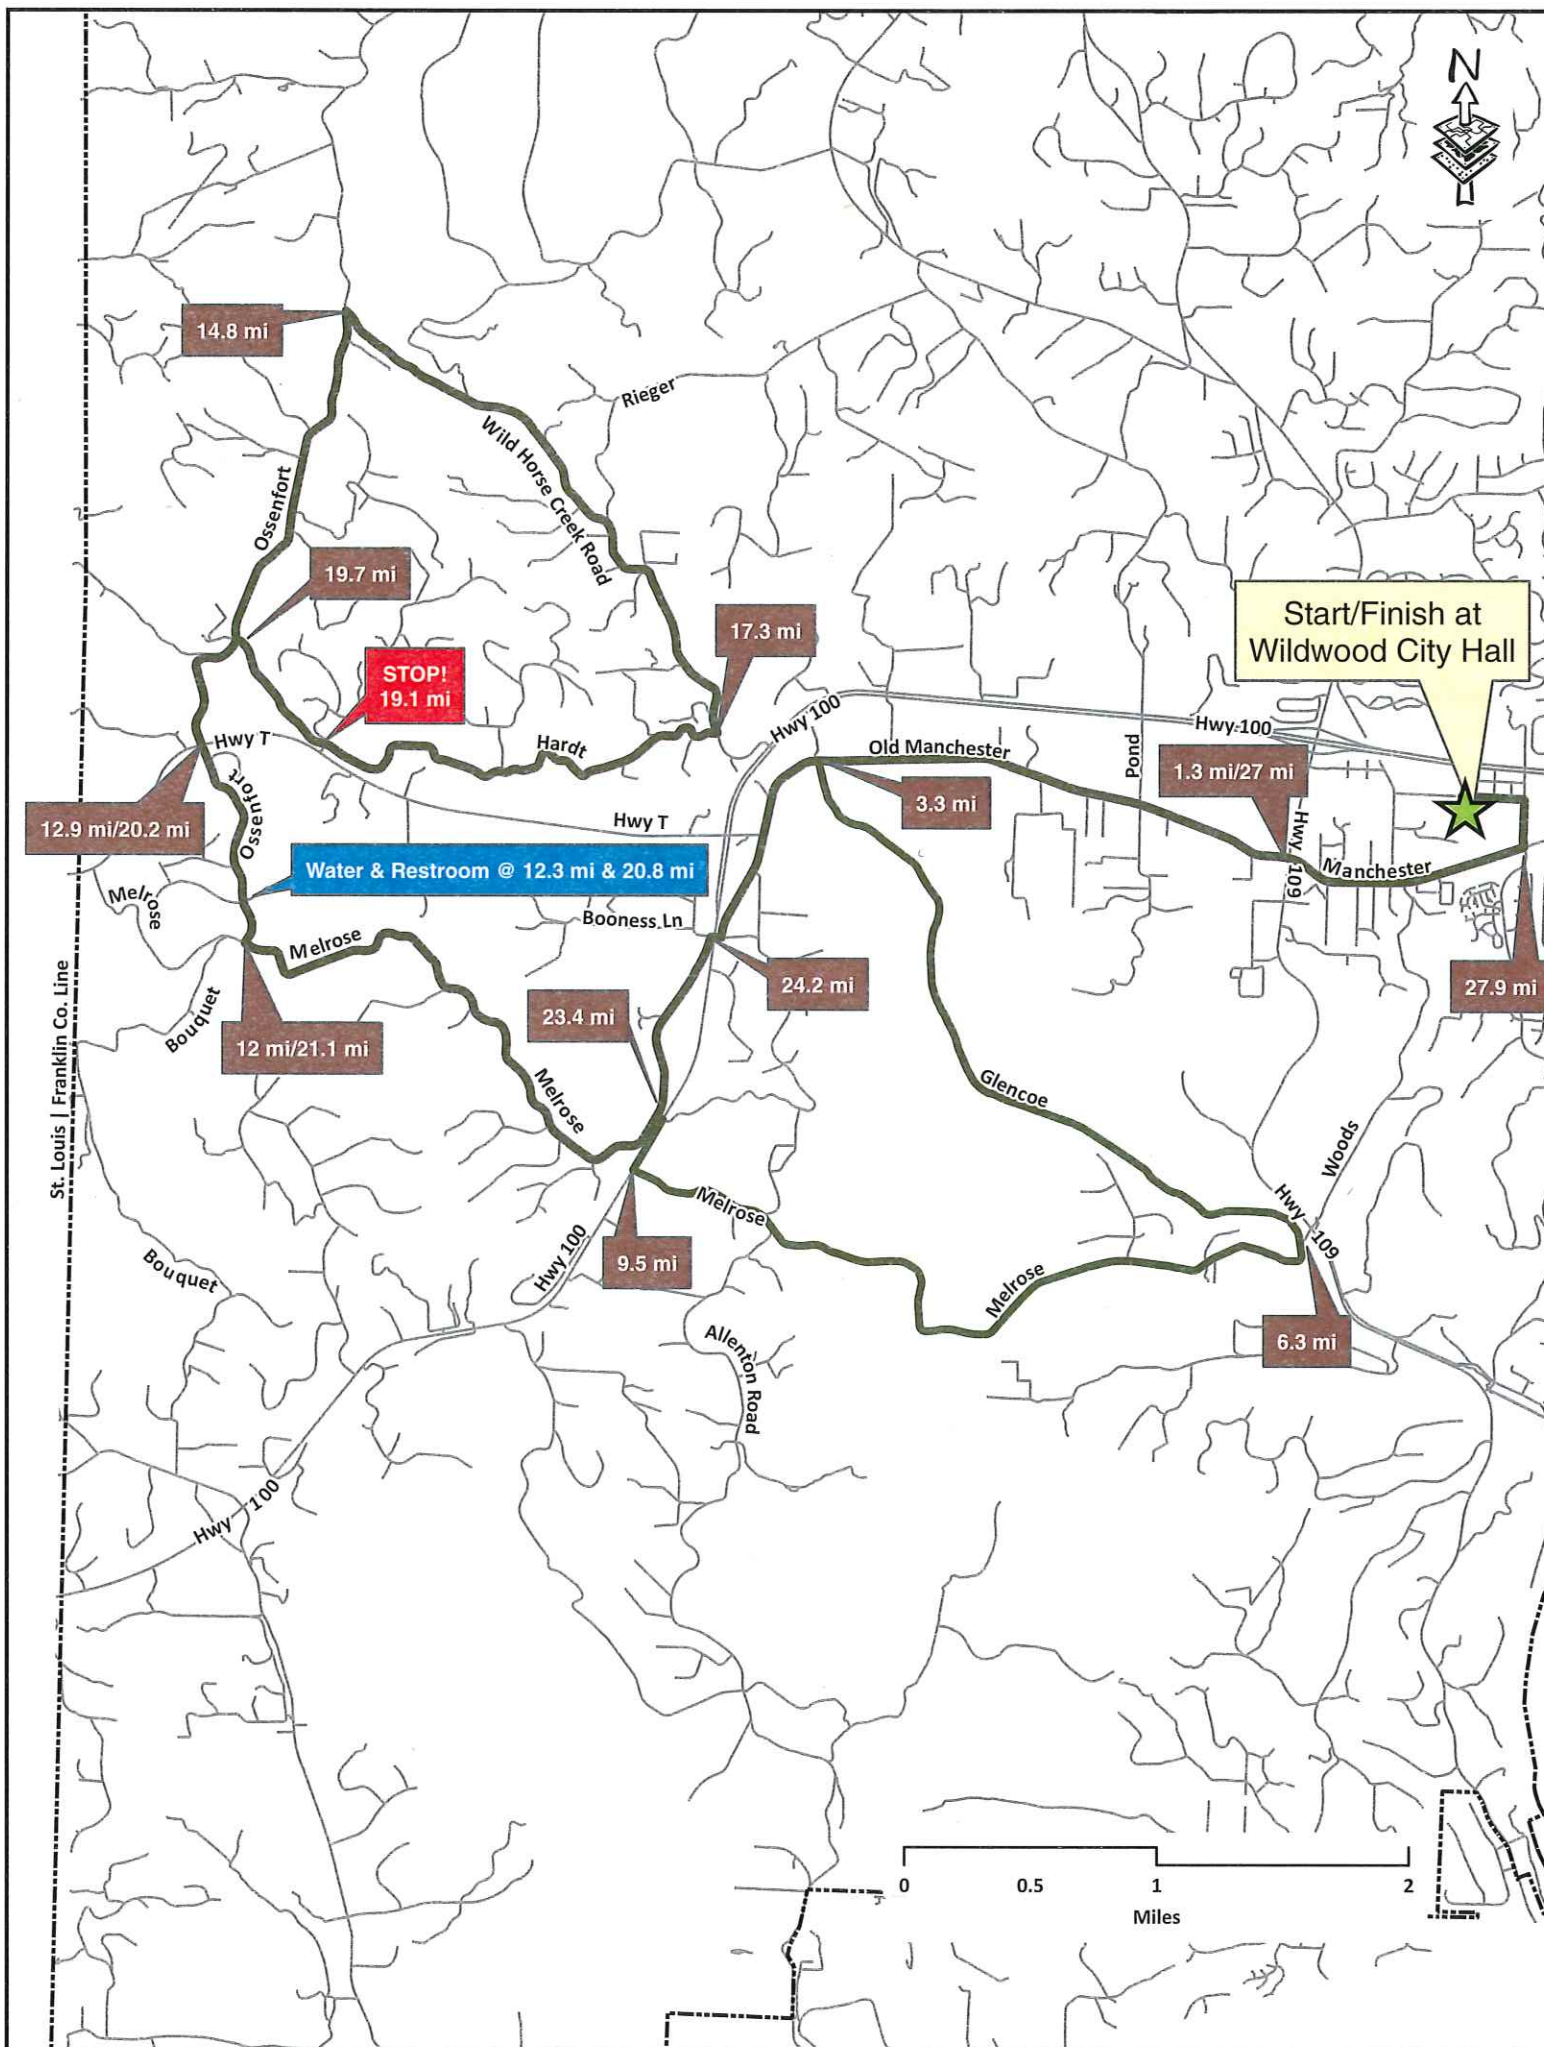 N
14.8 mi
Rieger
Wild Horse Creek Road
Ossenfort
19.7 mi
Start/Finish at
Wildwood City Hall
17.3 mi
STOP!
19.1 mi
Hwy 100
Hwy 100
Hwy T
Hardt
Old Manchester
Pond
1.3 mi/27 mi
3.3 mi
Ossenfort
12.9 mi/20.2 mi
Hwy T
Hwy 109
Manchester
Water & Restroom @ 12.3 mi & 20.8 mi
Melrose
Booness Ln
Melrose
24.2 mi
27.9 mi
St. Louis | Franklin Co. Line
Bouquet
23.4 mi
12 mi/21.1 mi
Melrose
Glencoe
Woods
Melrose
Hwy 109
Bouquet
Hwy 100
9.5 mi
Melrose
6.3 mi
Allenton Road
Hwy 100
0 0.5 1 2
Miles